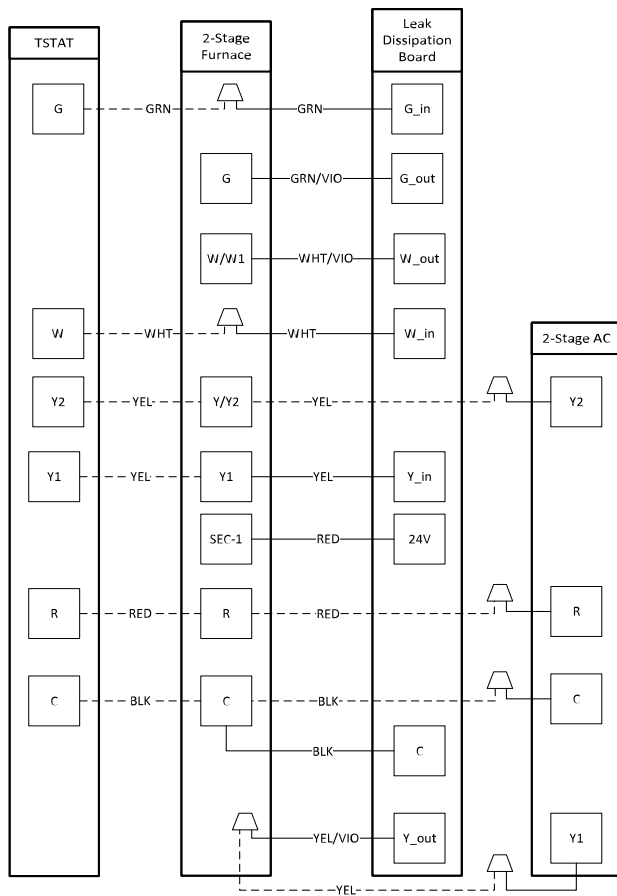 TSTAT
2-Stage
Furnace
Leak
Dissipation
Board
G
GRN
GRN
G_in
G
GRN/VIO
G_out
W/W1
WHT/VIO
W_out
W
WHT
WHT
W_in
2-Stage AC
Y2
YEL
Y/Y2
YEL
Y2
Y1
YEL
Y1
YEL
Y_in
SEC-1
RED
24V
R
RED
R
RED
R
C
BLK
C
BLK
C
BLK
C
YEL/VIO
Y_out
Y1
YEL